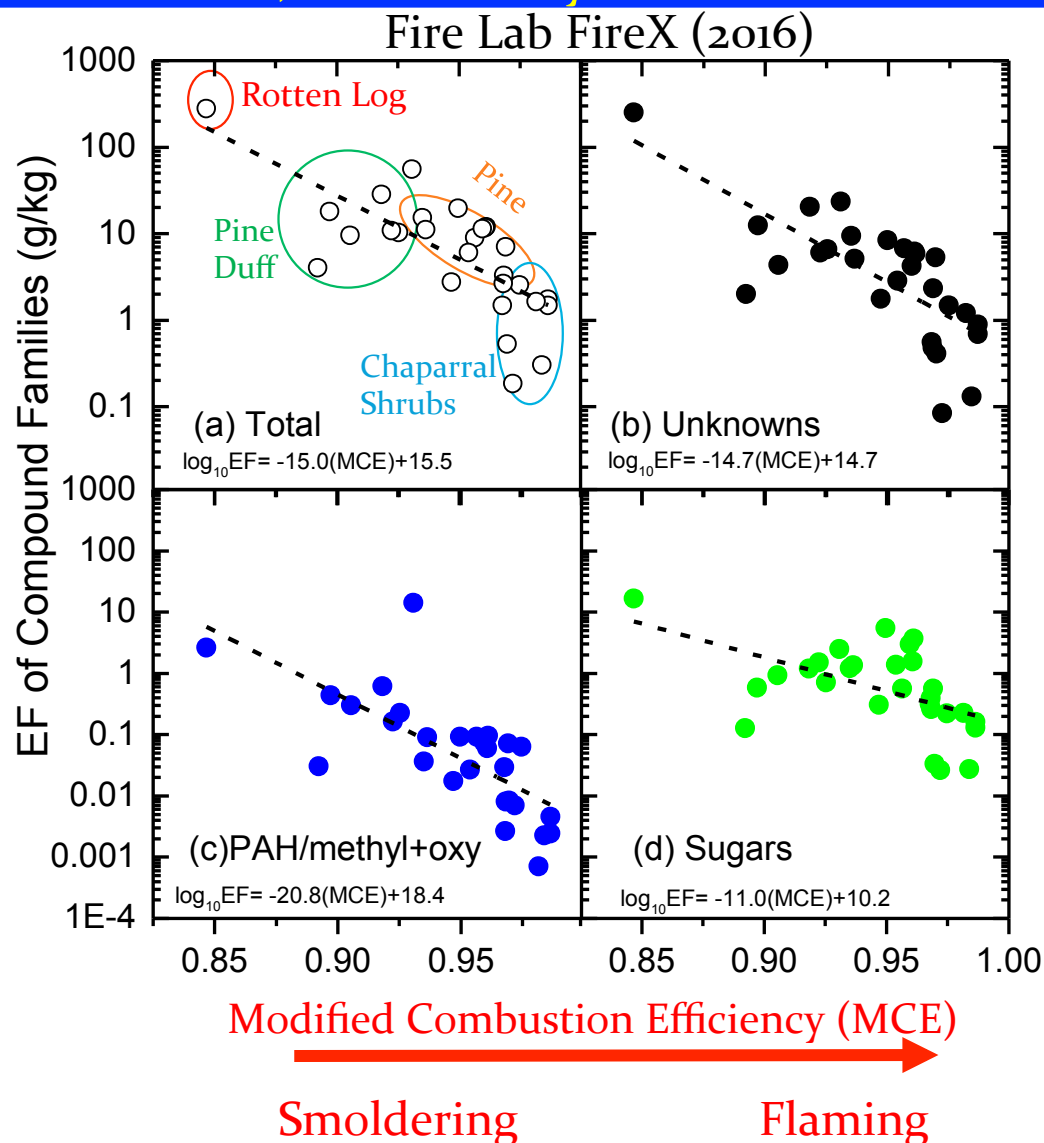 Fire Lab FireX (2016)
EF of Compound Families (g/kg)
1000
100
10
1
0.1
Rotten Log
Pine
Pine
Duff
Chaparral
Shrubs
(a) Total
log₁₀EF= -15.0(MCE)+15.5
(b) Unknowns
log₁₀EF= -14.7(MCE)+14.7
1000
100
10
1
0.1
0.01
0.001
1E-4
(c)PAH/methyl+oxy
log₁₀EF= -20.8(MCE)+18.4
(d) Sugars
log₁₀EF= -11.0(MCE)+10.2
0.85 0.90 0.95 0.85 0.90 0.95 1.00
Modified Combustion Efficiency (MCE)
Smoldering Flaming